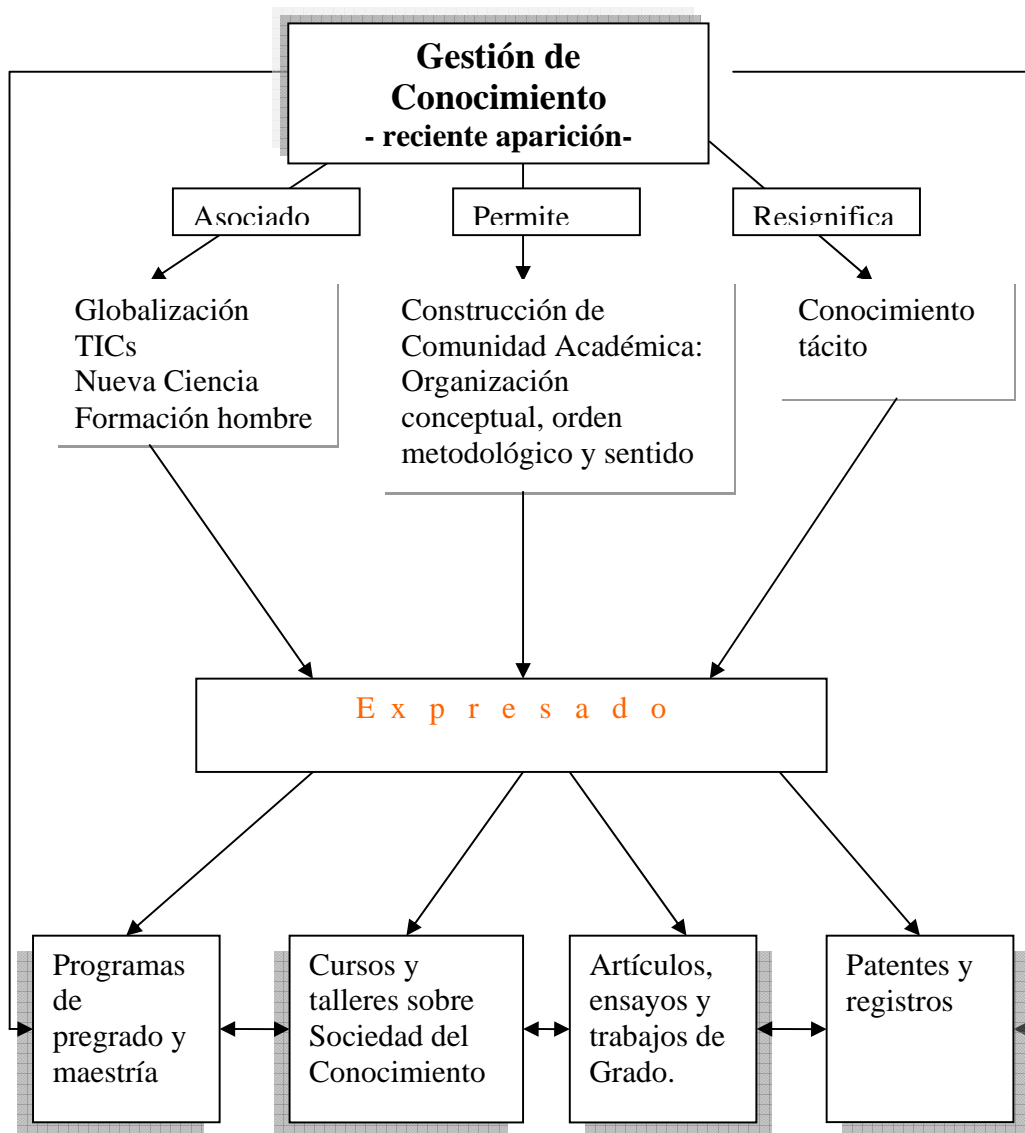 Gestión de
Conocimiento
- reciente aparición-
Asociado
Permite
Resignifica
Globalización
TICs
Nueva Ciencia
Formación hombre
Construcción de
Comunidad Académica:
Organización
conceptual, orden
metodológico y sentido
Conocimiento
tácito
E x p r e s a d o
Programas
de
pregrado y
maestría
Cursos y
talleres sobre
Sociedad del
Conocimiento
Artículos,
ensayos y
trabajos de
Grado.
Patentes y
registros